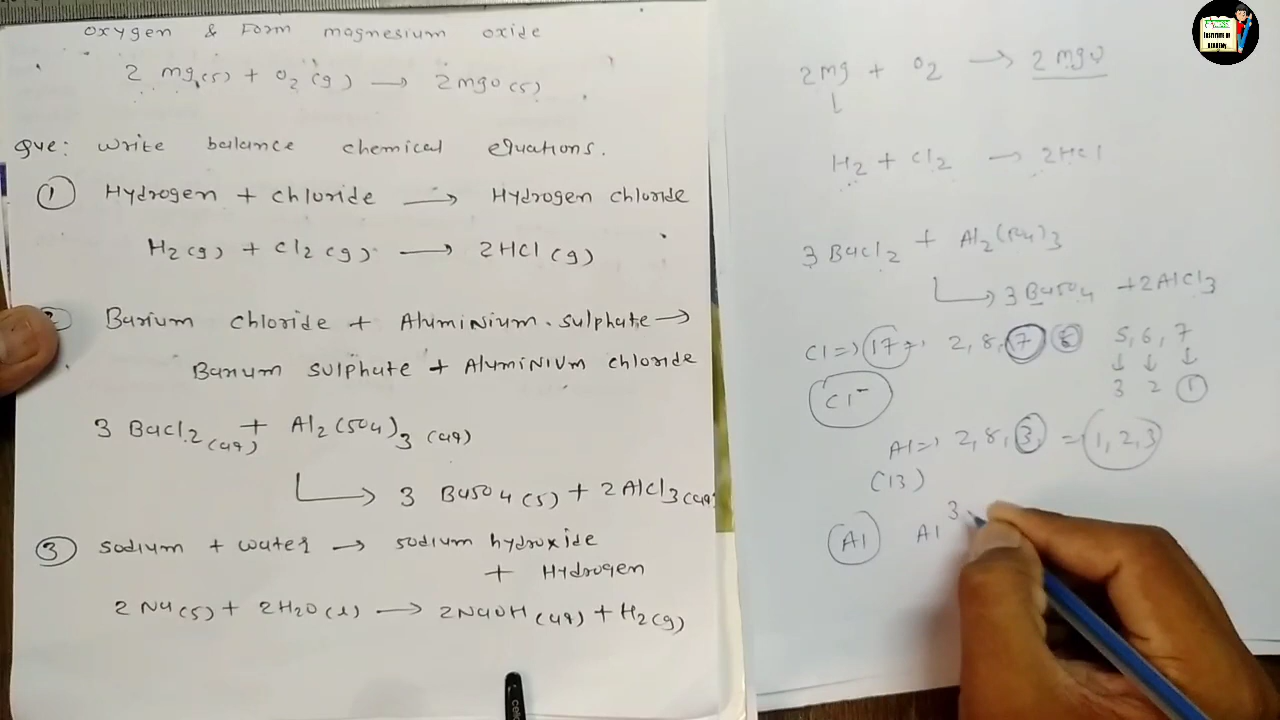 oxygen & Form magnesium oxide
2 mg(s) + O2 (g) → 2mgO(s)
Que: Write balance chemical equations.
① Hydrogen + chloride → Hydrogen chloride
H2(g) + Cl2 (g) → 2HCl (g)
Barium chloride + Aluminium sulphate →
Barium sulphate + Aluminium chloride
3 BaCl2 (aq) + Al2(SO4)3 (aq)
→ 3 BaSO4(s) + 2AlCl3(aq)
③ sodium + water → sodium hydroxide
+ Hydrogen
2 Na(s) + 2H2O(l) → 2NaOH(aq) + H2(g)
2mg + O2 → 2mgO
H2 + Cl2 → 2HCl
3 BaCl2 + Al2(SO4)3
→ 3 BaSO4 + 2AlCl3
Cl ⇒ 17 = 2, 8, 7 8 5, 6, 7
↓ ↓ ↓
Cl⁻ 3 2 1
Al ⇒ 2, 8, 3, = 1, 2, 3
(13)
Al Al 3